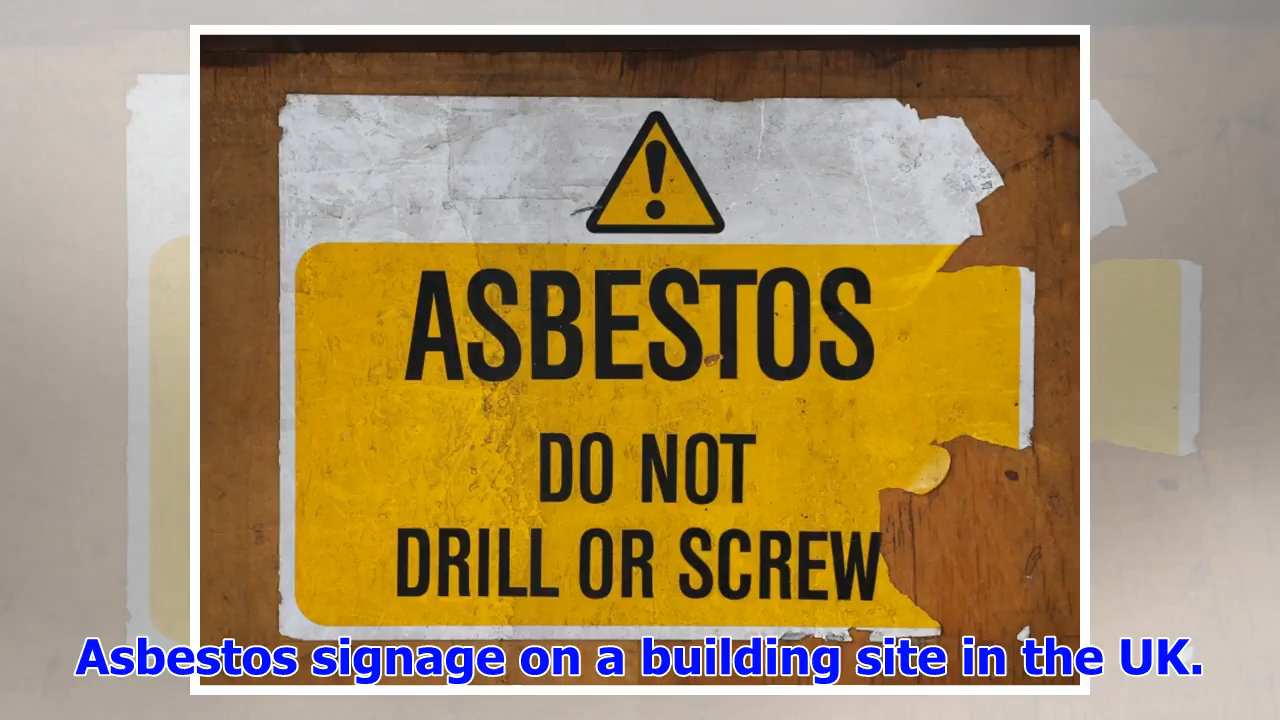 ASBESTOS
DO NOT
DRILL OR SCREW
Asbestos signage on a building site in the UK.